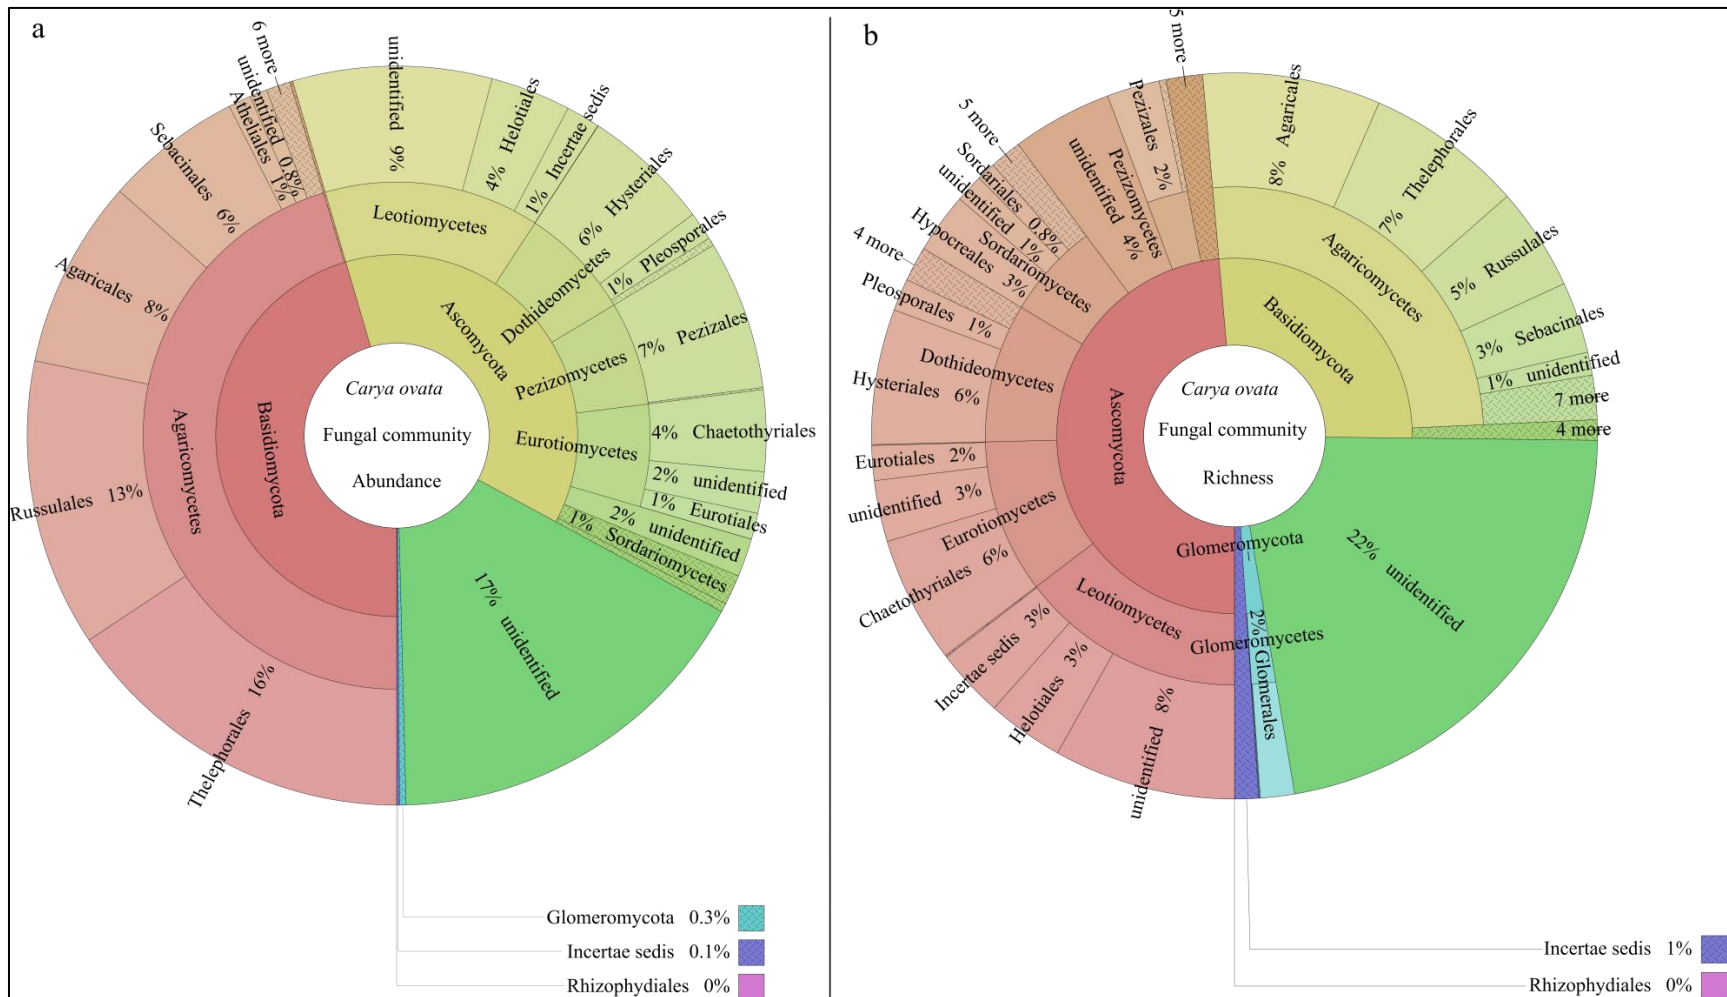 a
6 more
unidentified 0.8%
Atheliales 1%
Sebacinales 6%
Agaricales 8%
Russulales 13%
Thelephorales 16%
Agaricomycetes
Basidiomycota
unidentified 9%
4% Helotiales
1% Incertae sedis
6% Hysteriales
1% Pleosporales
7% Pezizales
4% Chaetothyriales
2% unidentified
1% Eurotiales
2% unidentified
1% Sordariomycetes
Leotiomycetes
Dothideomycetes
Pezizomycetes
Eurotiomycetes
Ascomycota
17% unidentified
Carya ovata
Fungal community
Abundance
Glomeromycota 0.3%
Incertae sedis 0.1%
Rhizophydiales 0%
b
5 more
Pezizales 2%
Pezizomycetes
unidentified 4%
5 more
Sordariales 0.8%
unidentified 1%
Sordariomycetes
Hypocreales 3%
4 more
Pleosporales 1%
Dothideomycetes
Hysteriales 6%
Eurotiales 2%
unidentified 3%
Eurotiomycetes
Chaetothyriales 6%
Incertae sedis 3%
Helotiales 3%
unidentified 8%
Leotiomycetes
Ascomycota
8% Agaricales
7% Thelephorales
5% Russulales
3% Sebacinales
1% unidentified
7 more
4 more
Agaricomycetes
Basidiomycota
22% unidentified
Glomeromycota
Glomeromycetes
2% Glomerales
Carya ovata
Fungal community
Richness
Incertae sedis 1%
Rhizophydiales 0%